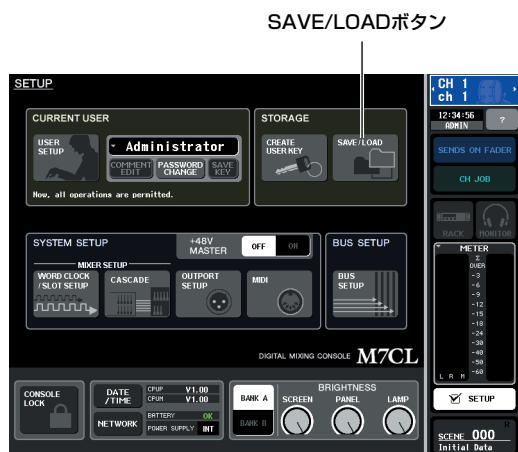 SAVE/LOADボタン
SETUP
CURRENT USER
USER SETUP
Administrator
COMMENT EDIT
PASSWORD CHANGE
SAVE KEY
Now, all operations are permitted.
STORAGE
CREATE USER KEY
SAVE/LOAD
SYSTEM SETUP
+48V MASTER
OFF
ON
MIXER SETUP
WORD CLOCK /SLOT SETUP
CASCADE
OUTPORT SETUP
MIDI
BUS SETUP
BUS SETUP
DIGITAL MIXING CONSOLE M7CL
CONSOLE LOCK
DATE /TIME
CPUP V1.00
CPUM V1.00
NETWORK
BATTERY OK
POWER SUPPLY INT
BANK A
BANK B
BRIGHTNESS
SCREEN
PANEL
LAMP
CH 1
ch 1
12:34:56
ADMIN
?
SENDS ON FADER
CH JOB
RACK
MONITOR
METER
Σ
OVER
-3
-6
-9
-12
-15
-18
-24
-30
-40
-50
-60
L R M
SETUP
R
SCENE 000
Initial Data